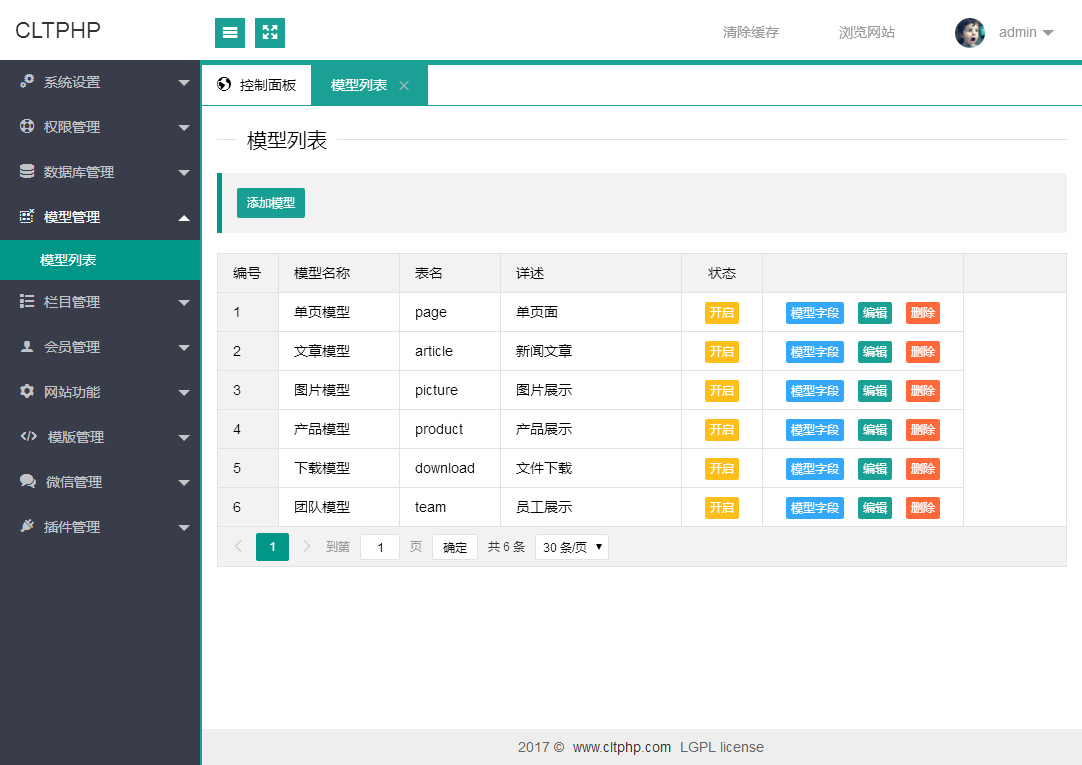 CLTPHP
清除缓存 浏览网站 admin
系统设置
权限管理
数据库管理
模型管理
模型列表
栏目管理
会员管理
网站功能
模版管理
微信管理
插件管理
控制面板 模型列表
模型列表
添加模型
编号 模型名称 表名 详述 状态
1 单页模型 page 单页面 开启 模型字段 编辑 删除
2 文章模型 article 新闻文章 开启 模型字段 编辑 删除
3 图片模型 picture 图片展示 开启 模型字段 编辑 删除
4 产品模型 product 产品展示 开启 模型字段 编辑 删除
5 下载模型 download 文件下载 开启 模型字段 编辑 删除
6 团队模型 team 员工展示 开启 模型字段 编辑 删除
1 到第 1 页 确定 共 6 条 30 条/页
2017 © www.cltphp.com LGPL license